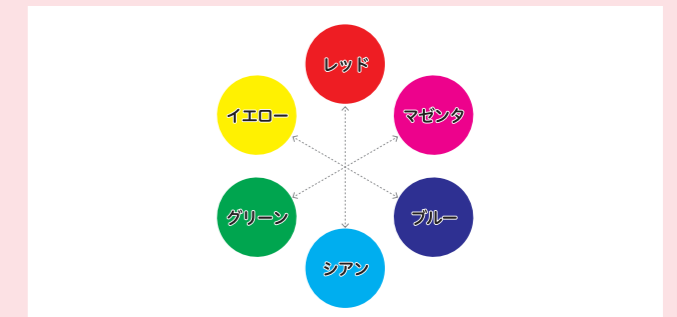 レッド
イエロー
マゼンタ
グリーン
ブルー
シアン